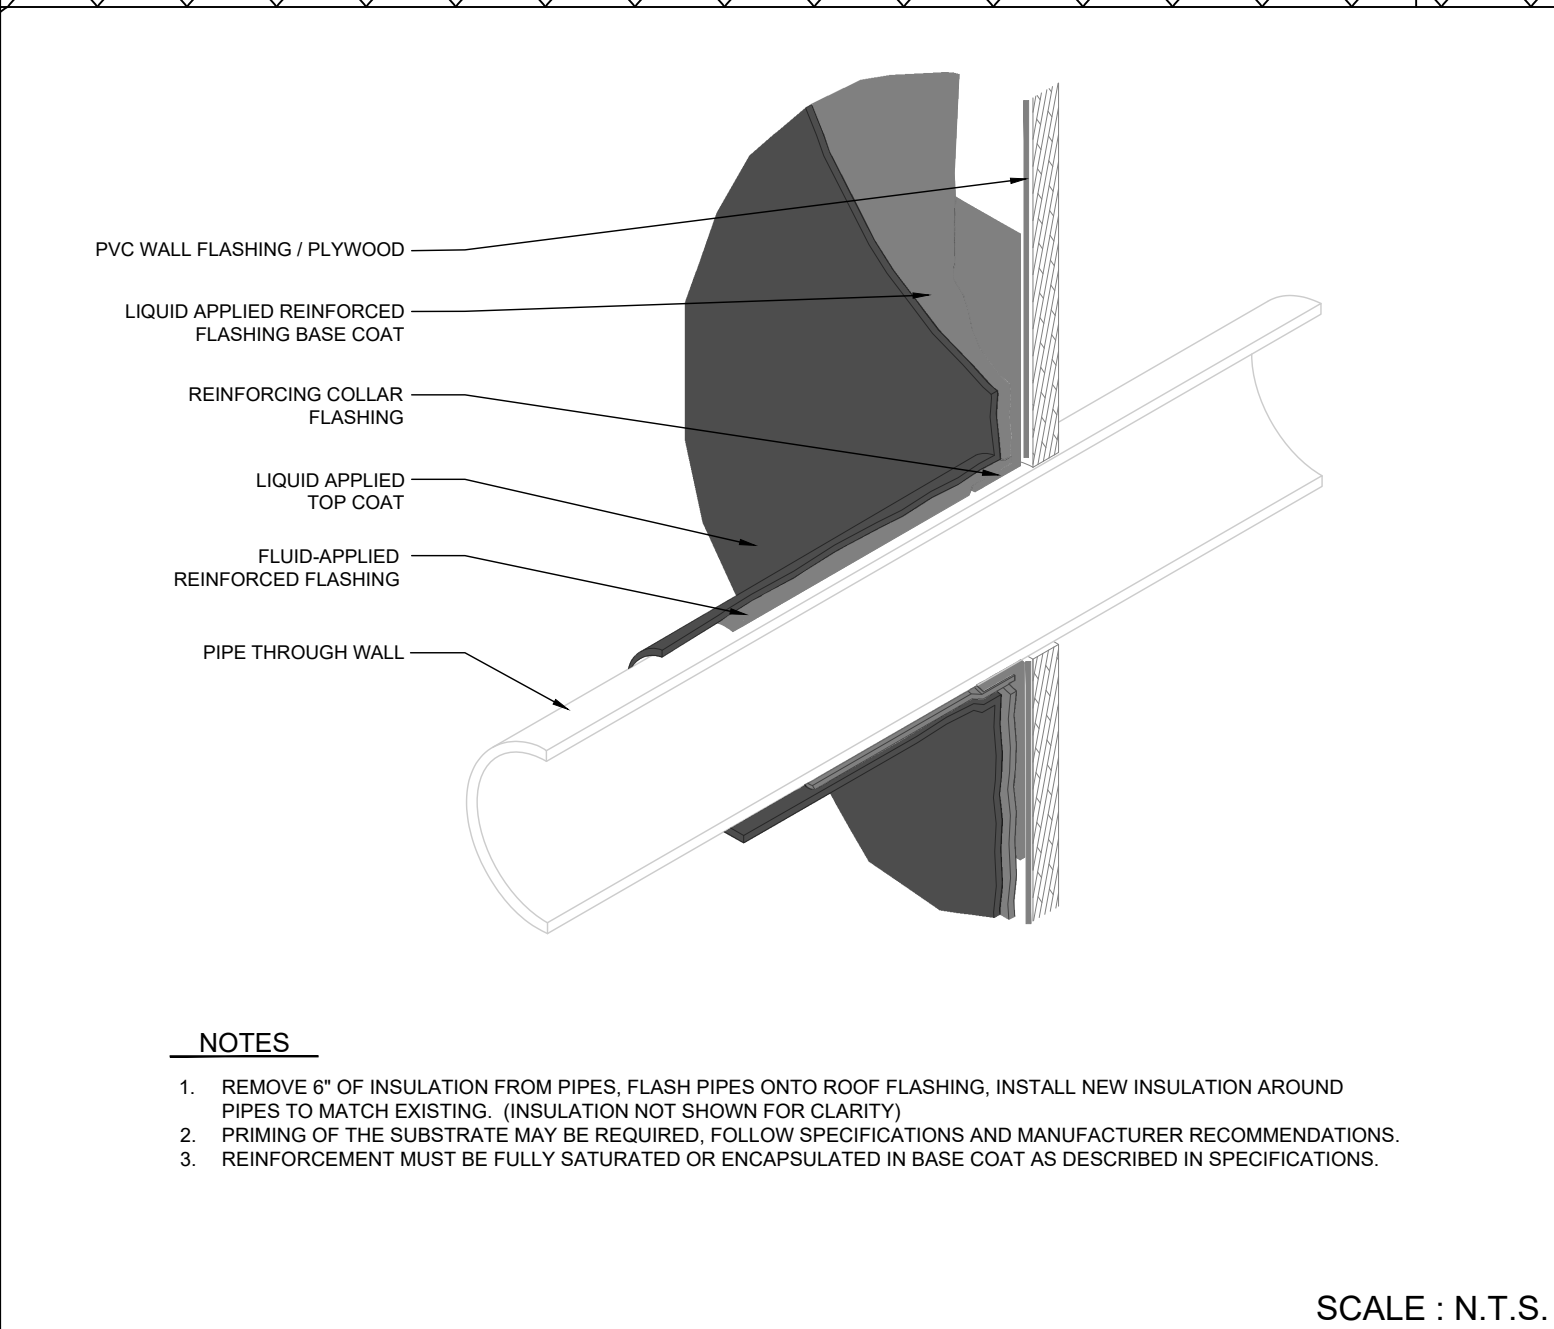 PVC WALL FLASHING / PLYWOOD
LIQUID APPLIED REINFORCED
FLASHING BASE COAT
REINFORCING COLLAR
FLASHING
LIQUID APPLIED
TOP COAT
FLUID-APPLIED
REINFORCED FLASHING
PIPE THROUGH WALL
NOTES
1. REMOVE 6" OF INSULATION FROM PIPES, FLASH PIPES ONTO ROOF FLASHING, INSTALL NEW INSULATION AROUND
PIPES TO MATCH EXISTING. (INSULATION NOT SHOWN FOR CLARITY)
2. PRIMING OF THE SUBSTRATE MAY BE REQUIRED, FOLLOW SPECIFICATIONS AND MANUFACTURER RECOMMENDATIONS.
3. REINFORCEMENT MUST BE FULLY SATURATED OR ENCAPSULATED IN BASE COAT AS DESCRIBED IN SPECIFICATIONS.
SCALE : N.T.S.